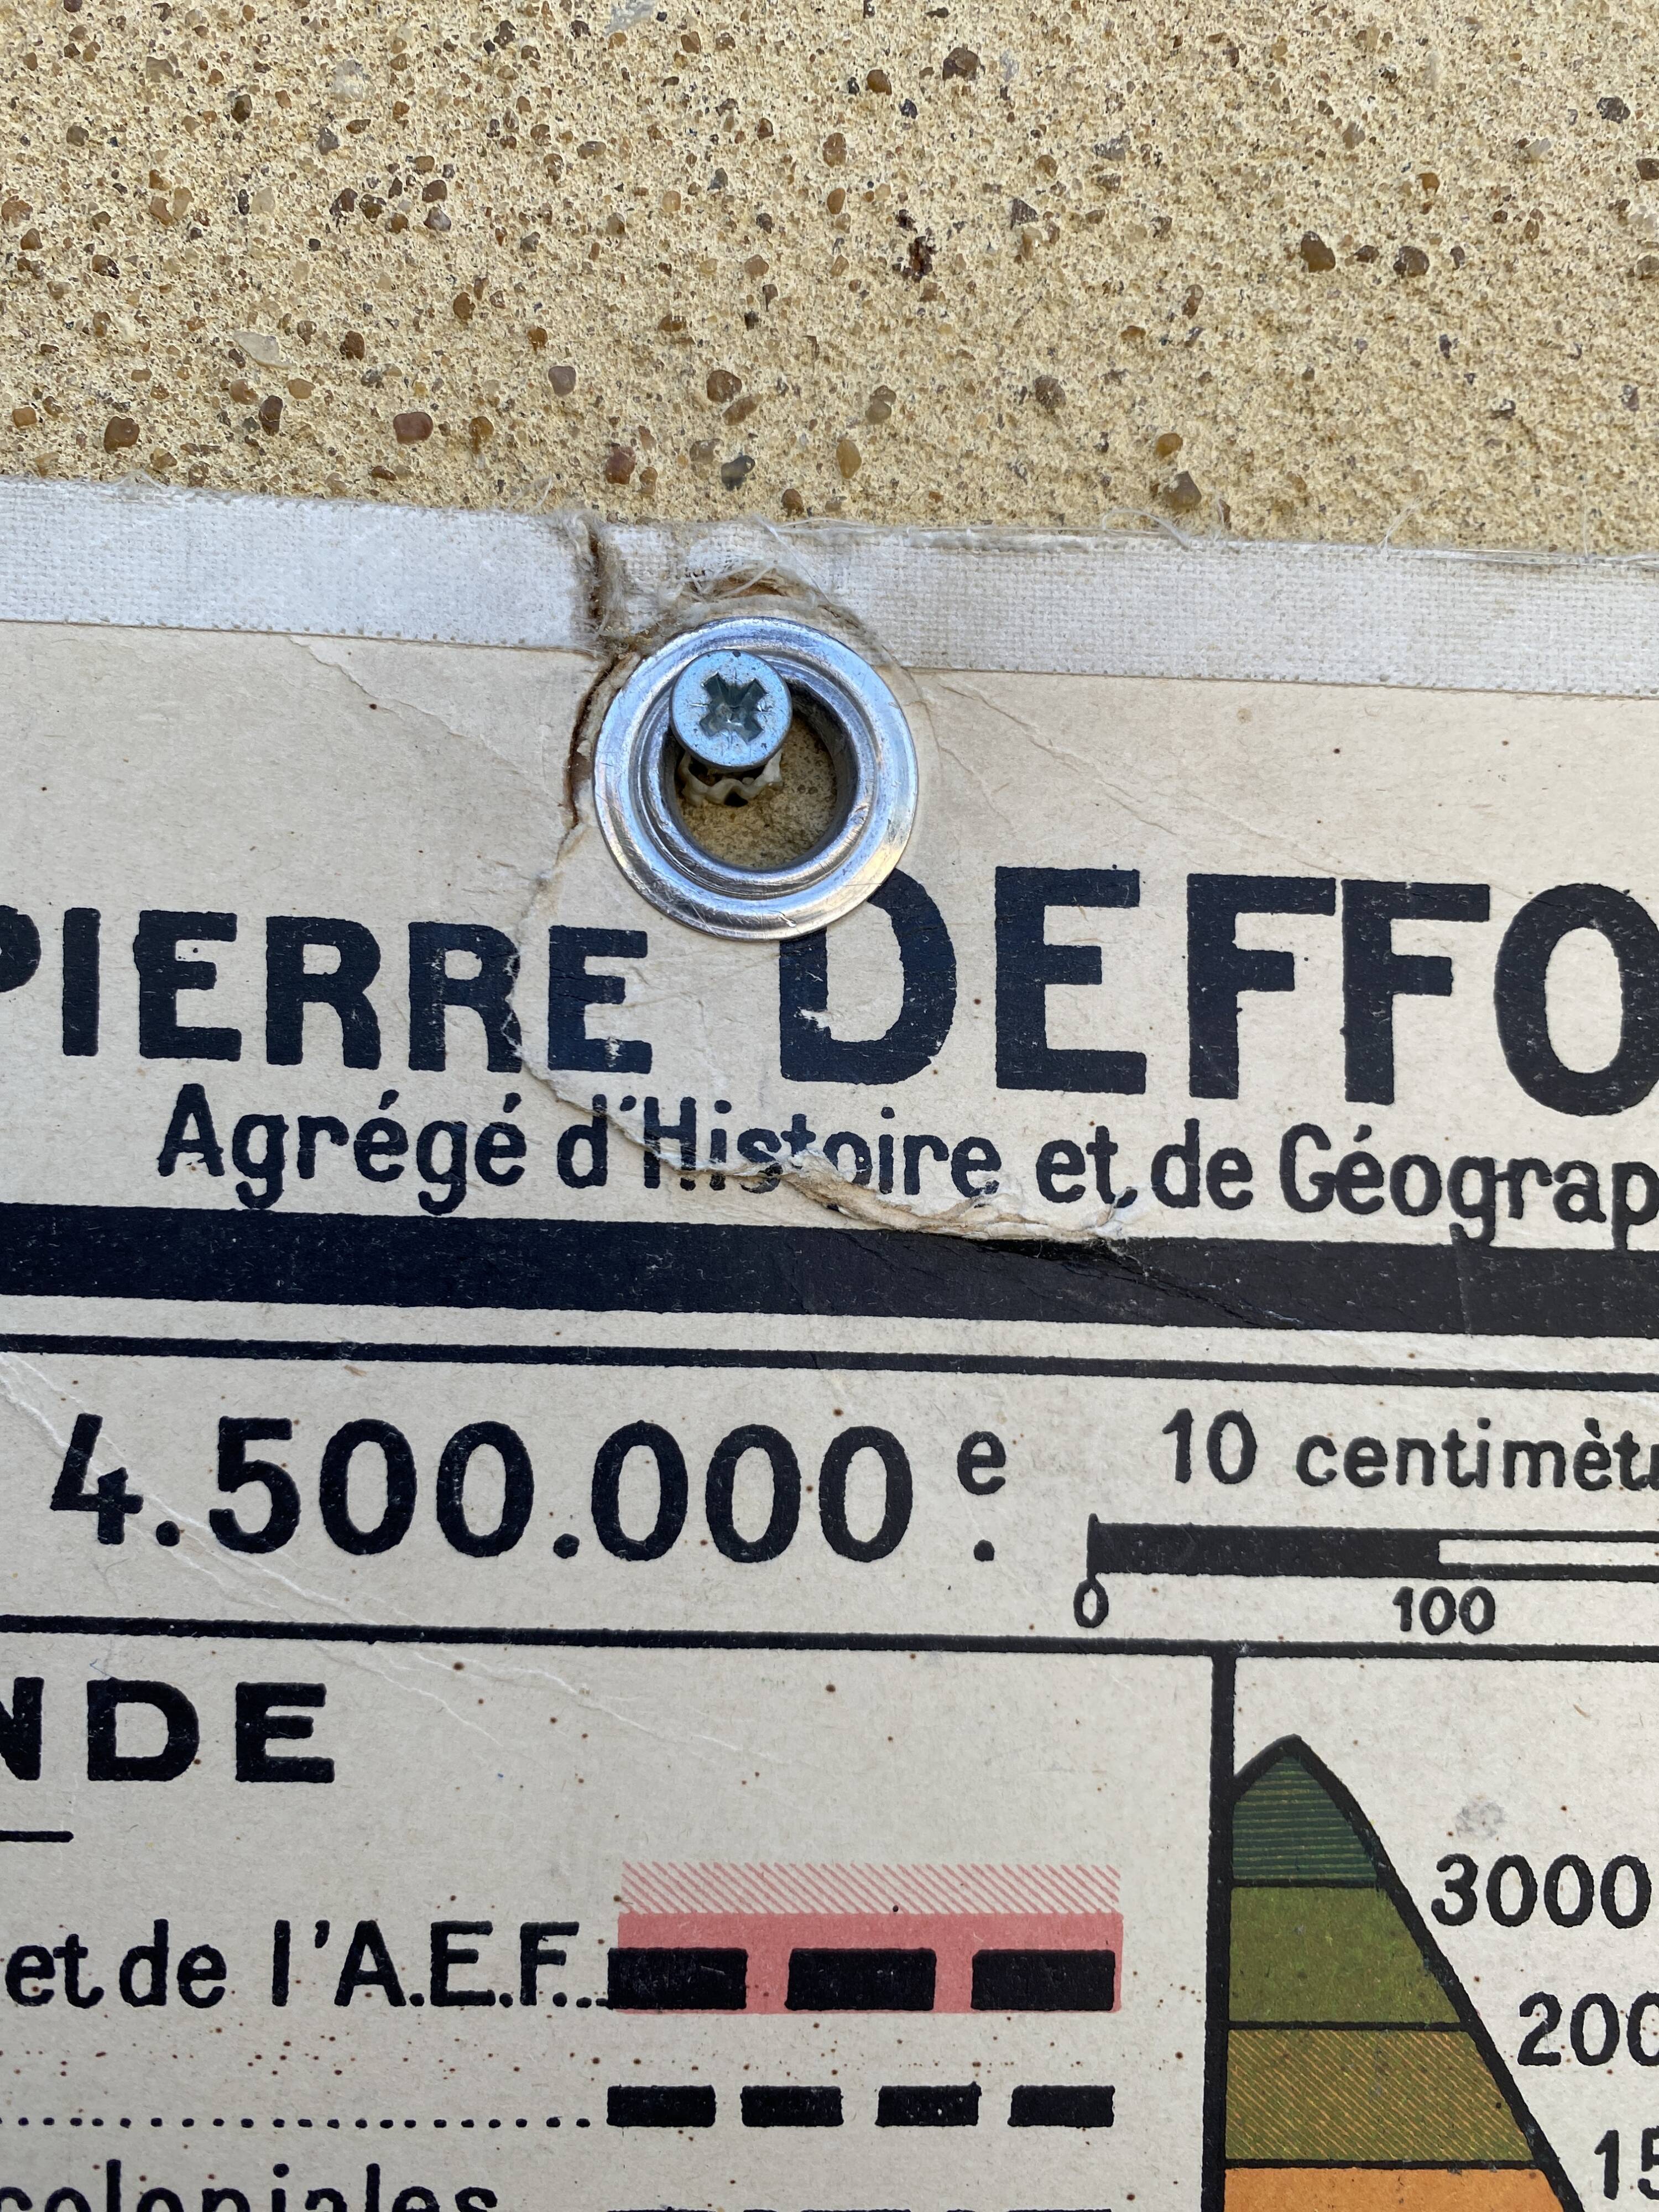 PIERRE DEFFO
Agrégé d'Histoire et de Géograp
4.500.000e.
10 centimèt
0 100
NDE
3000
et de l'A.E.F.
200
15
coloniales